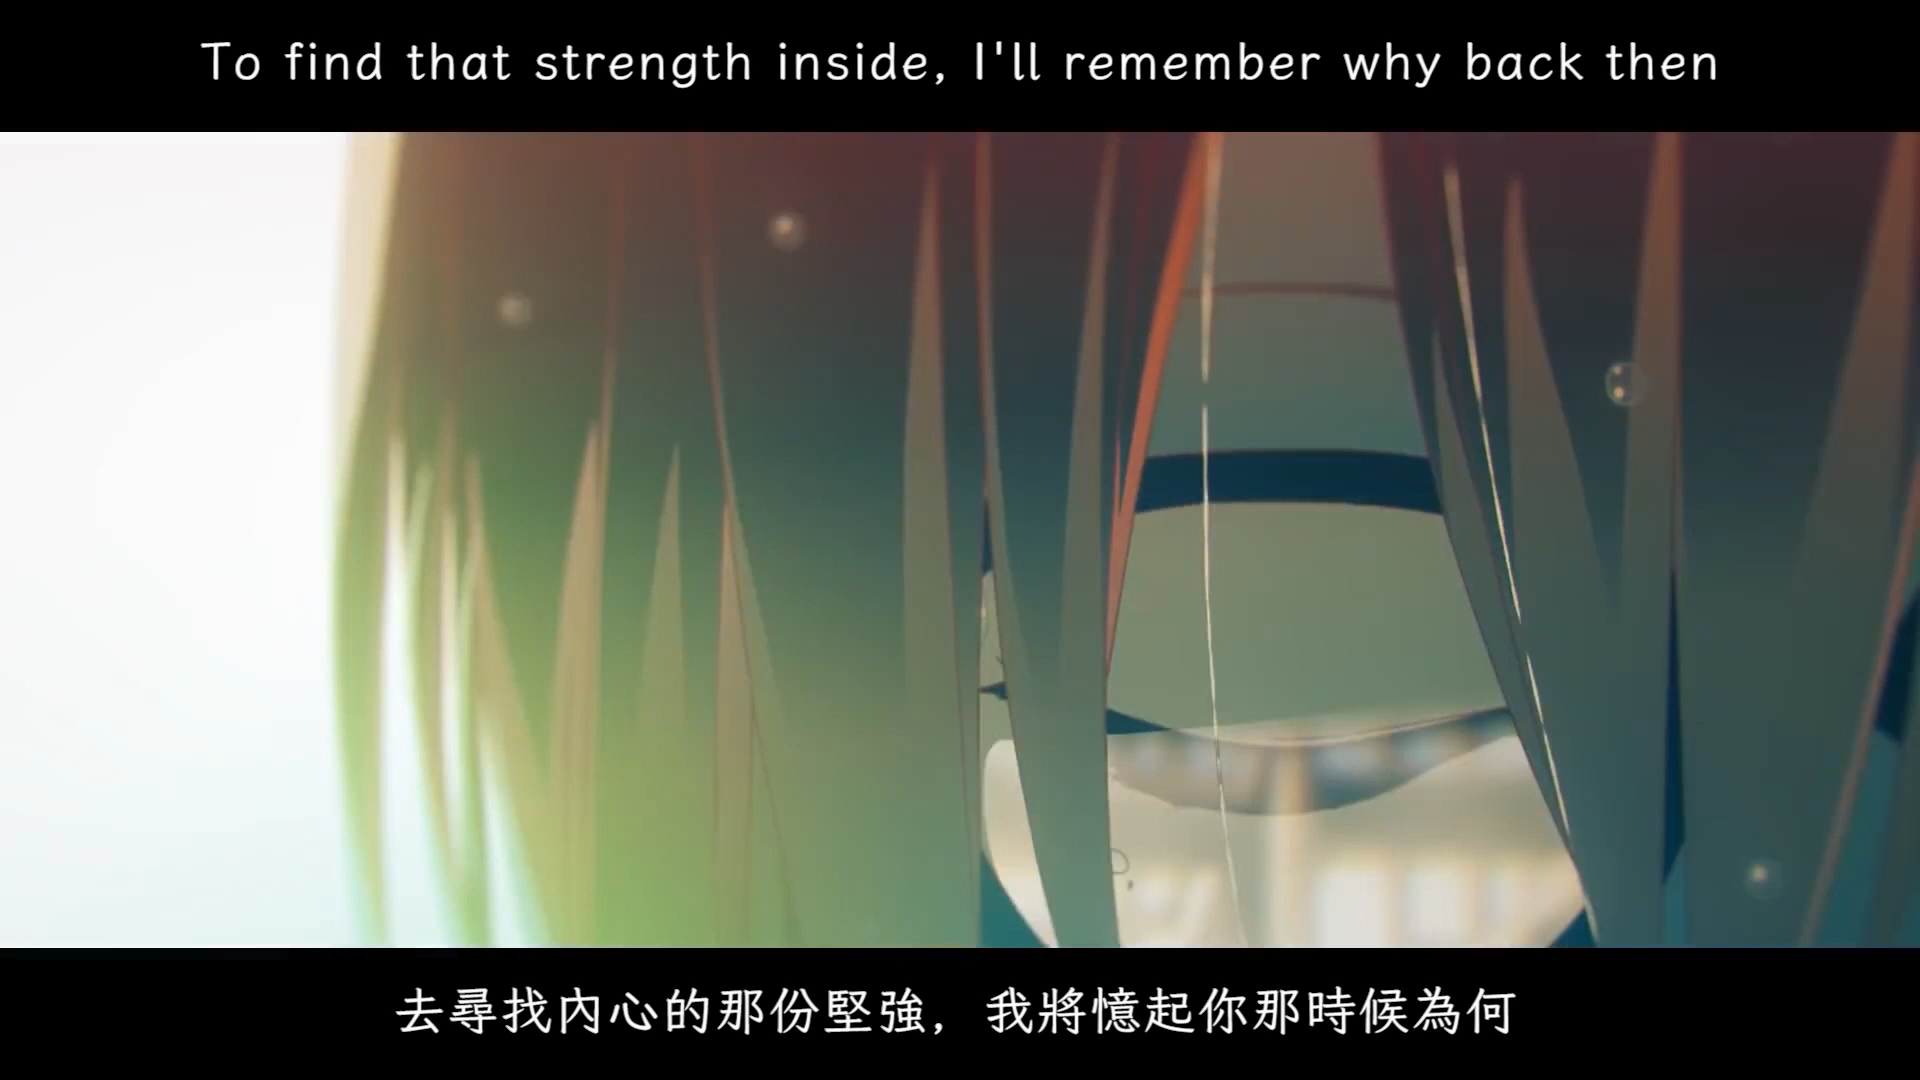 To find that strength inside, I'll remember why back then
去尋找內心的那份堅強，我將憶起你那時候為何